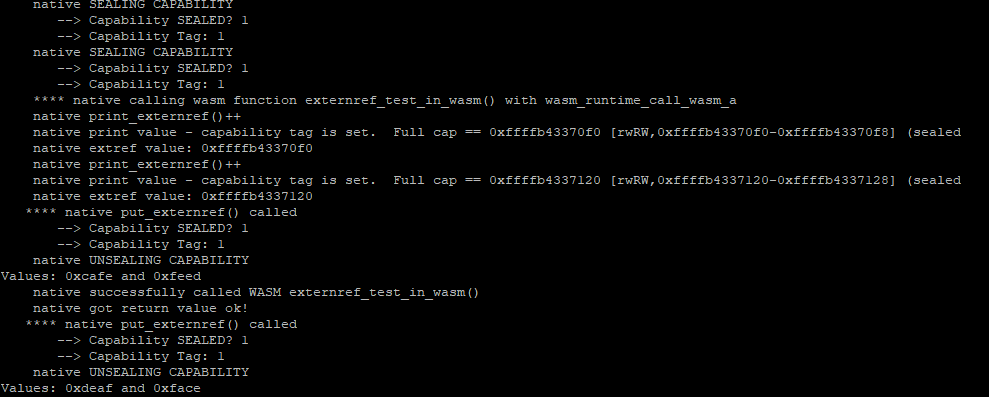 native SEALING CAPABILITY
--> Capability SEALED? 1
--> Capability Tag: 1
native SEALING CAPABILITY
--> Capability SEALED? 1
--> Capability Tag: 1
**** native calling wasm function externref_test_in_wasm() with wasm_runtime_call_wasm_a
native print_externref()++
native print value - capability tag is set.  Full cap == 0xffffb43370f0 [rwRW,0xffffb43370f0-0xffffb43370f8] (sealed
native extref value: 0xffffb43370f0
native print_externref()++
native print value - capability tag is set.  Full cap == 0xffffb4337120 [rwRW,0xffffb4337120-0xffffb4337128] (sealed
native extref value: 0xffffb4337120
**** native put_externref() called
--> Capability SEALED? 1
--> Capability Tag: 1
native UNSEALING CAPABILITY
Values: 0xcafe and 0xfeed
native successfully called WASM externref_test_in_wasm()
native got return value ok!
**** native put_externref() called
--> Capability SEALED? 1
--> Capability Tag: 1
native UNSEALING CAPABILITY
Values: 0xdeaf and 0xface